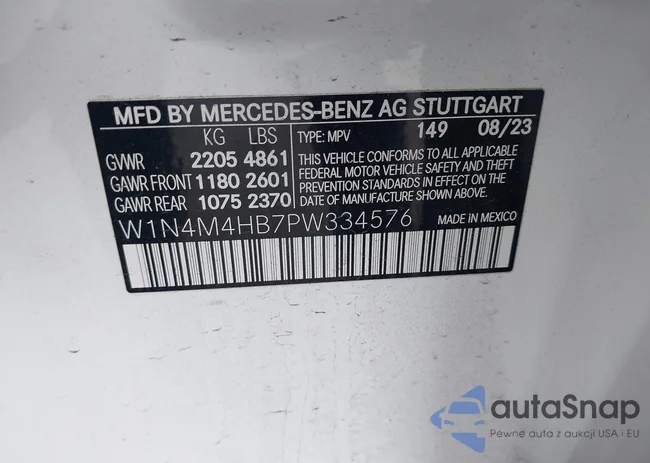 MFD BY MERCEDES-BENZ AG STUTTGART
KG LBS TYPE: MPV 149 08/23
GVWR 2205 4861
GAWR FRONT 1180 2601
GAWR REAR 1075 2370
THIS VEHICLE CONFORMS TO ALL APPLICABLE
FEDERAL MOTOR VEHICLE SAFETY AND THEFT
PREVENTION STANDARDS IN EFFECT ON THE
DATE OF MANUFACTURE SHOWN ABOVE.
W1N4M4HB7PW334576 MADE IN MEXICO
autoSnap
Pewne auta z aukcji USA i EU